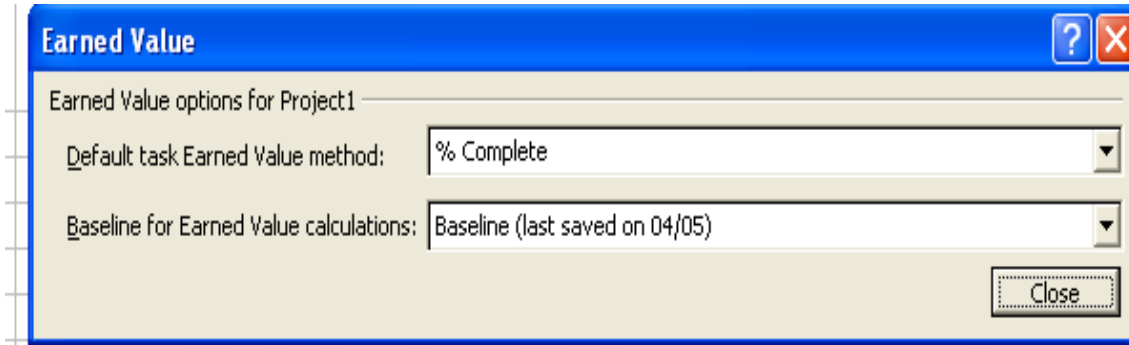 Earned Value
Earned Value options for Project1
Default task Earned Value method: % Complete
Baseline for Earned Value calculations: Baseline (last saved on 04/05)
Close